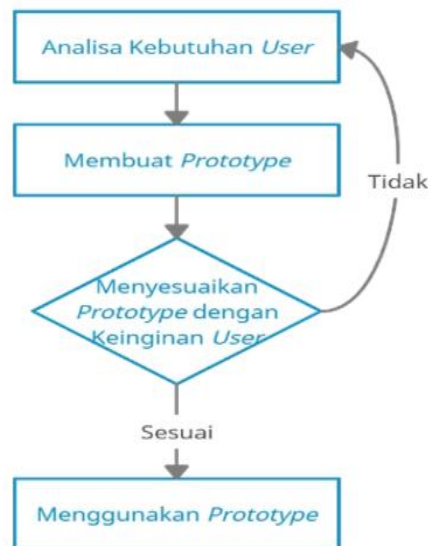 Analisa Kebutuhan User
Membuat Prototype
Tidak
Menyesuaikan
Prototype dengan
Keinginan User
Sesuai
Menggunakan Prototype